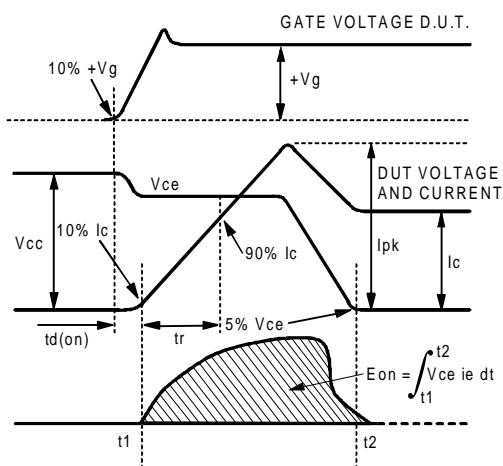 GATE VOLTAGE D.U.T.
10% +Vg
+Vg
Vce
DUT VOLTAGE
AND CURRENT
Vcc
10% Ic
90% Ic
Ipk
Ic
td(on)
tr
5% Vce
Eon = ∫ Vce ie dt
t2
t1
t1
t2